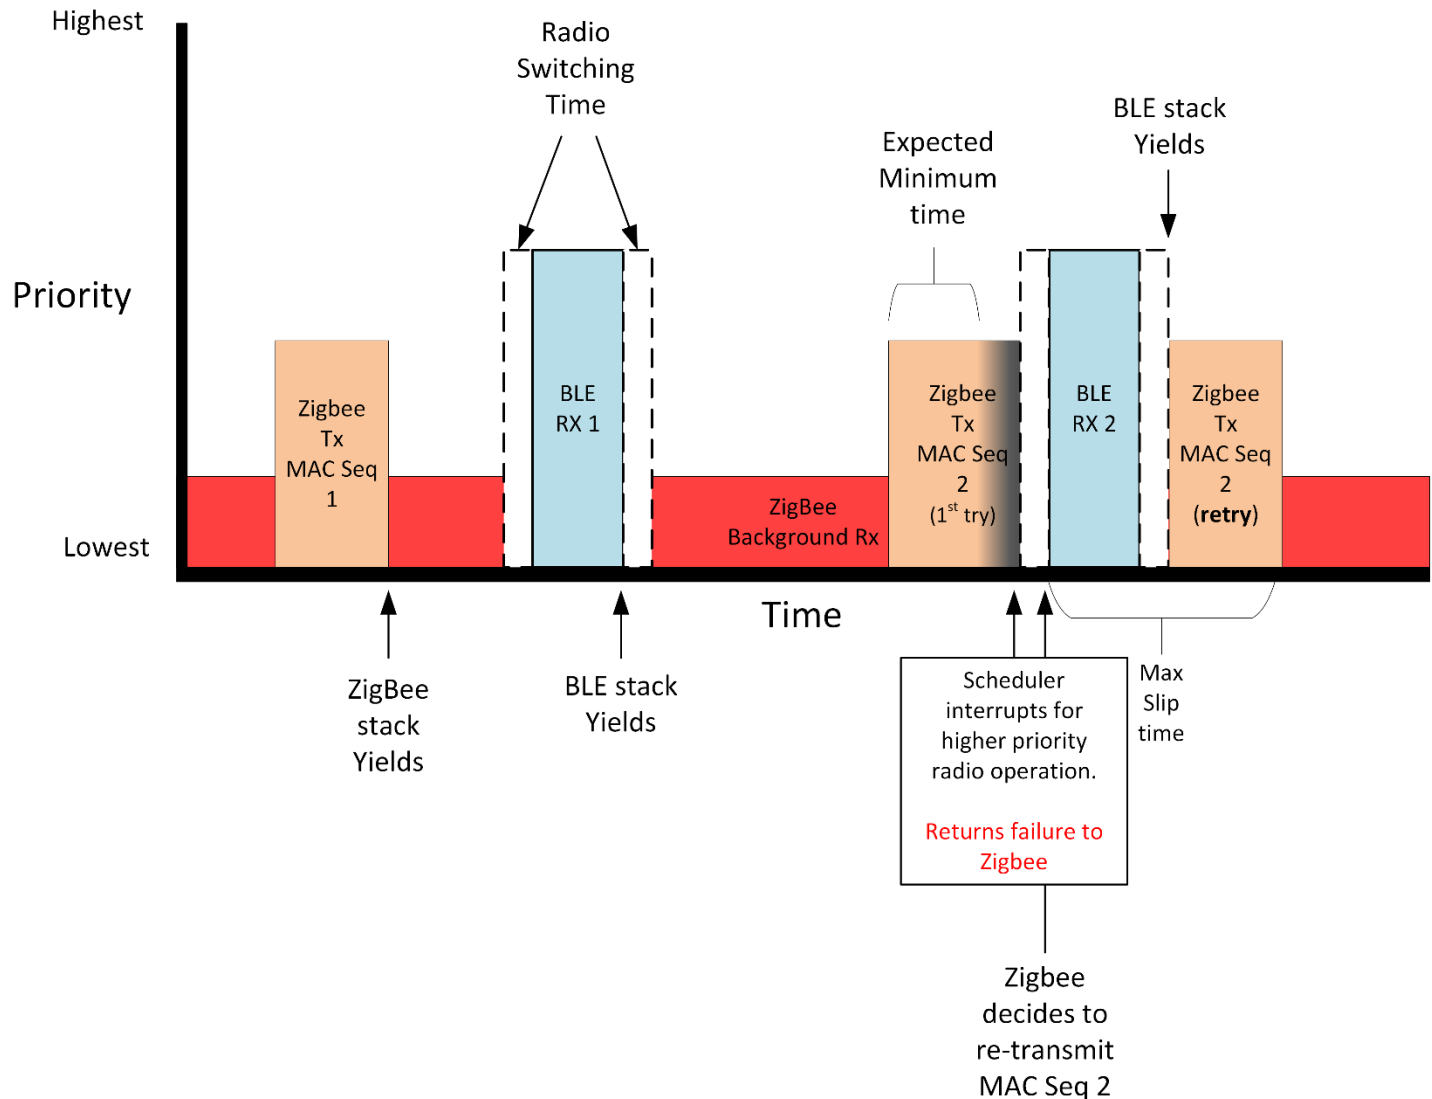 Highest
Radio
Switching
Time
BLE stack
Yields
Expected
Minimum
time
Priority
Zigbee
Tx
MAC Seq
1
BLE
RX 1
ZigBee
Background Rx
Zigbee
Tx
MAC Seq
2
(1st try)
BLE
RX 2
Zigbee
Tx
MAC Seq
2
(retry)
Lowest
Time
ZigBee
stack
Yields
BLE stack
Yields
Scheduler
interrupts for
higher priority
radio operation.
Returns failure to
Zigbee
Max
Slip
time
Zigbee
decides to
re-transmit
MAC Seq 2